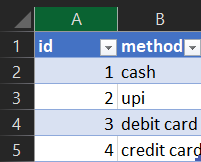 A B
1 id method
2 1 cash
3 2 upi
4 3 debit card
5 4 credit card